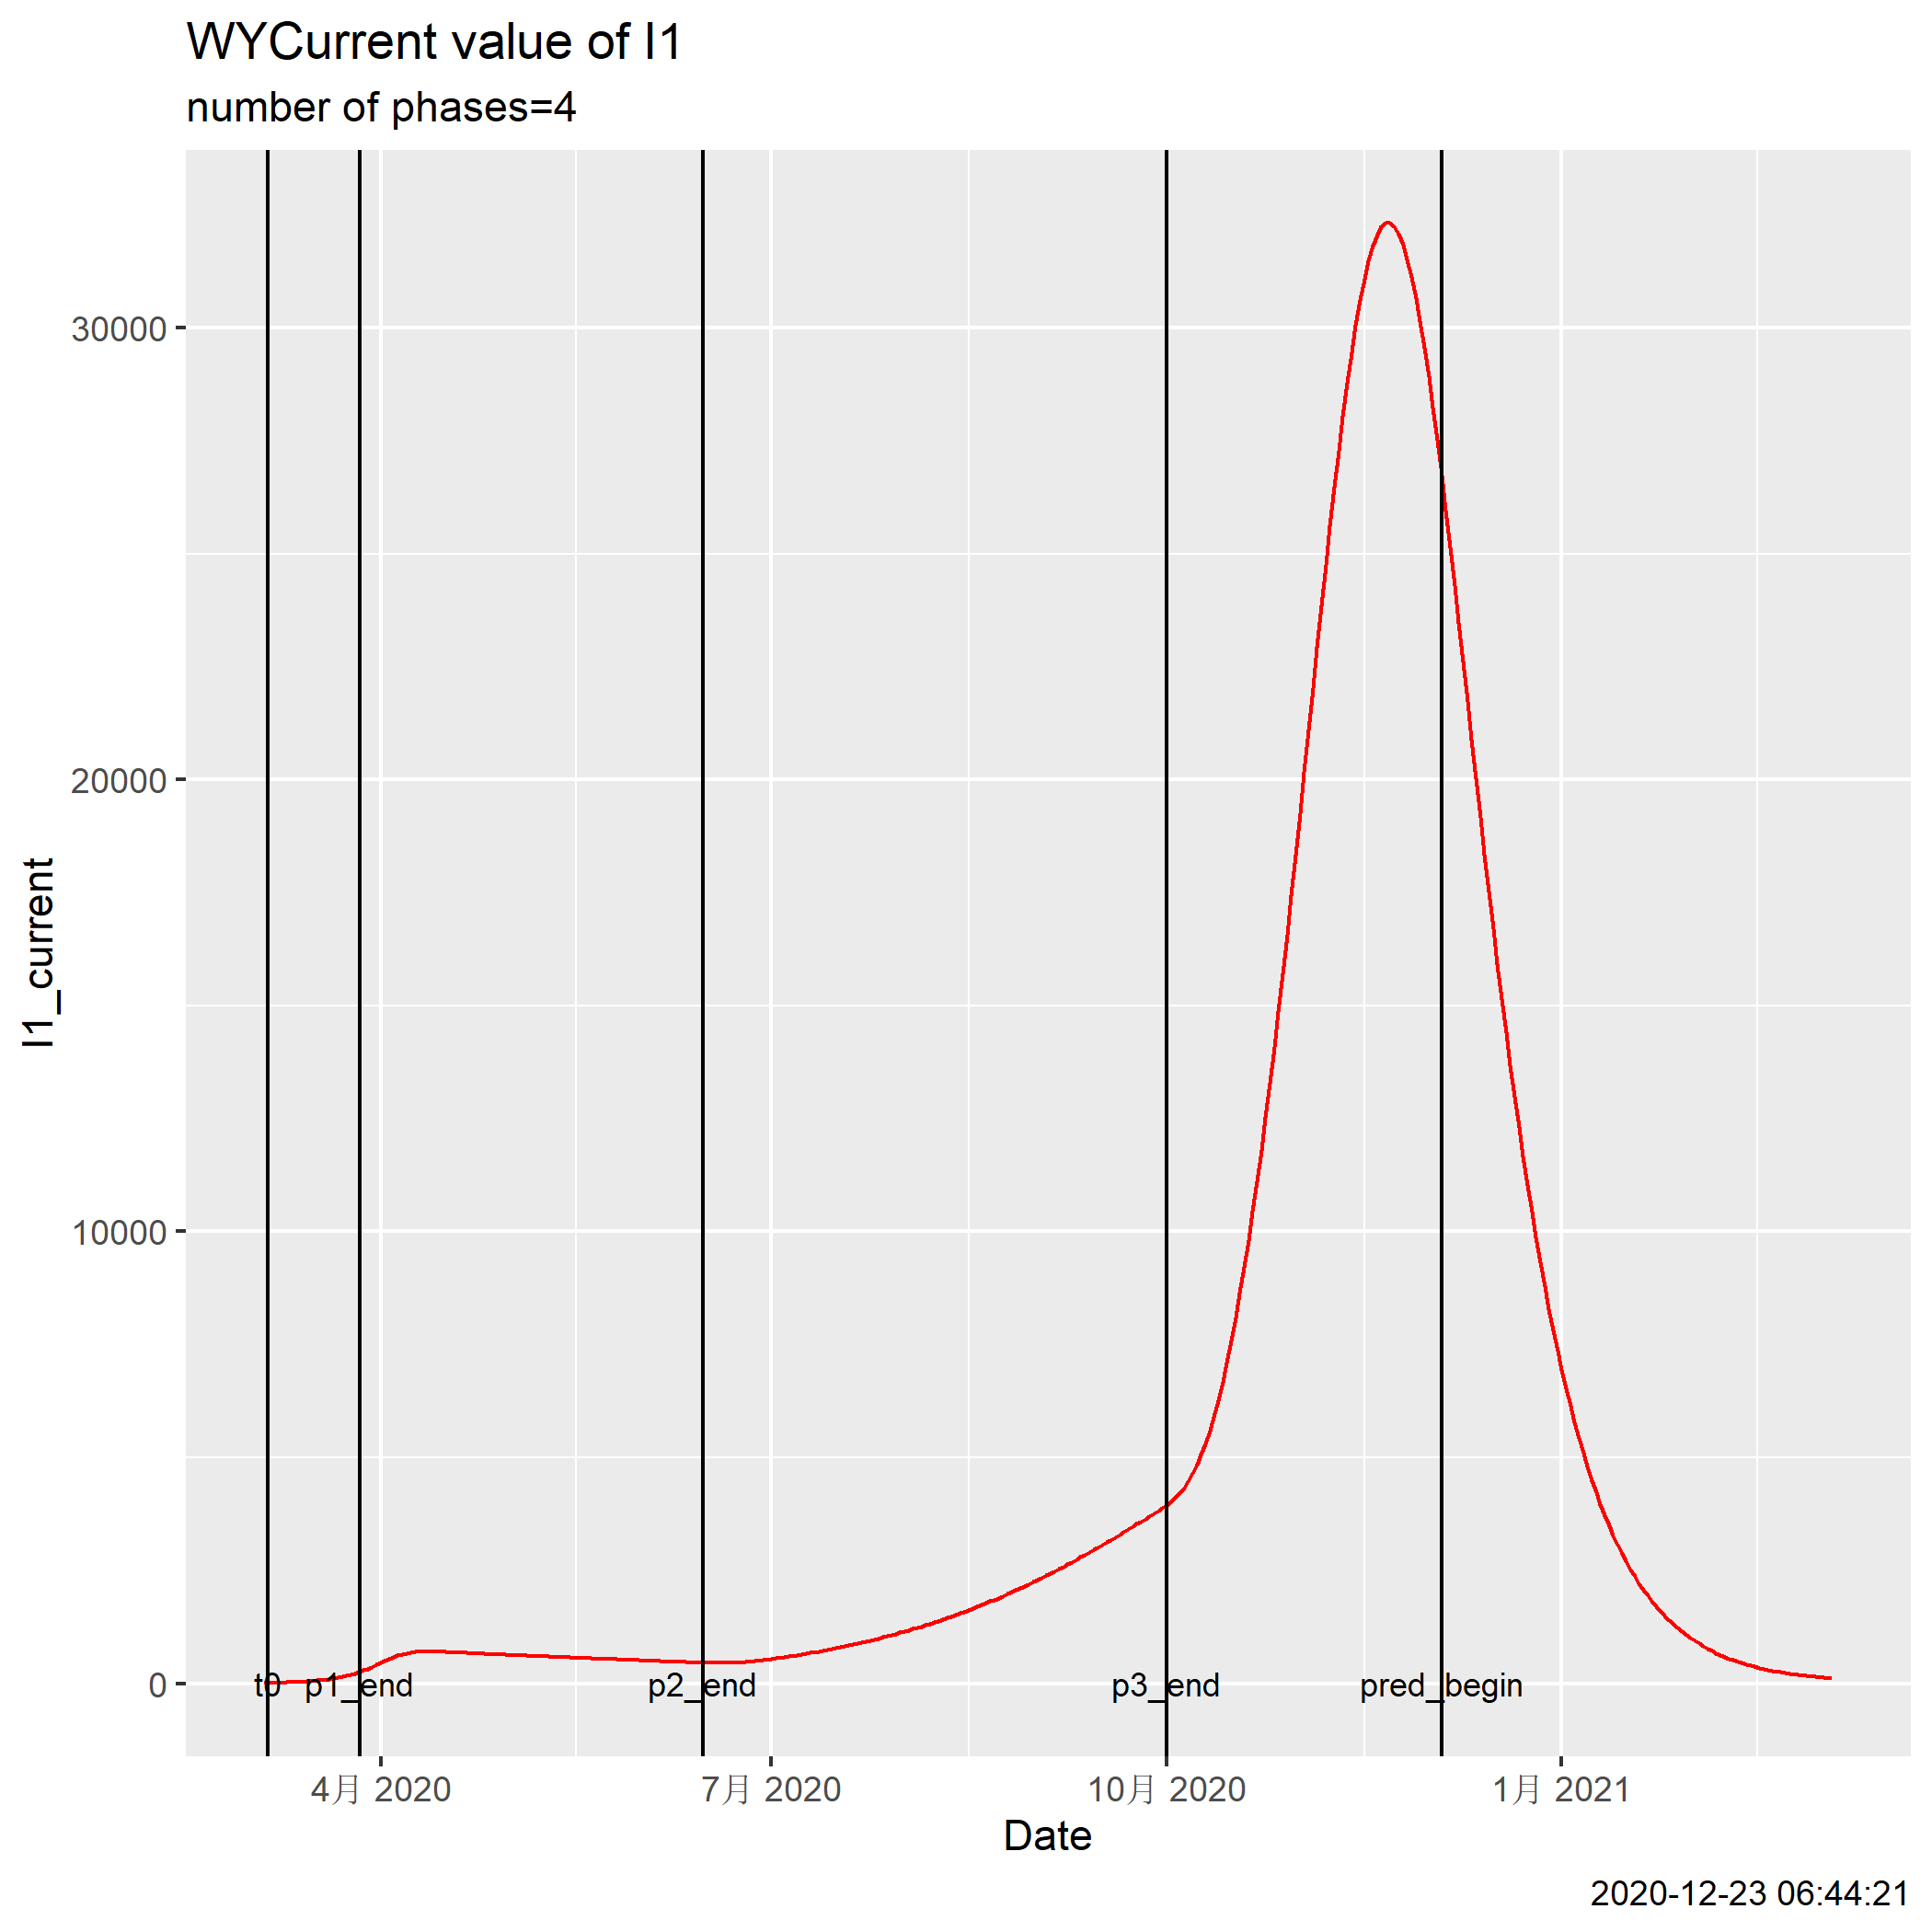 WYCurrent value of I1
number of phases=4
I1_current
30000
20000
10000
0
t0 p1_end p2_end p3_end pred_begin
4月 2020 7月 2020 10月 2020 1月 2021
Date
2020-12-23 06:44:21